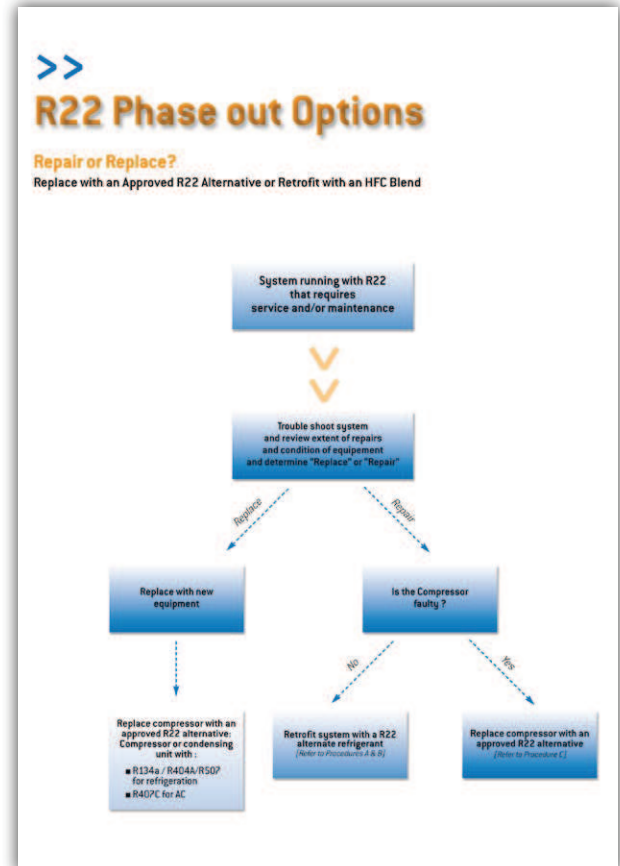 >>
R22 Phase out Options
Repair or Replace?
Replace with an Approved R22 Alternative or Retrofit with an HFC Blend
System running with R22
that requires
service and/or maintenance
Trouble shoot system
and review extent of repairs
and condition of equipement
and determine "Replace" or "Repair"
Replace
Repair
Replace with new
equipment
Is the Compressor
faulty ?
No
Yes
Replace compressor with an
approved R22 alternative:
Compressor or condensing
unit with :
■ R134a / R404A/R507
for refrigeration
■ R407C for AC
Retrofit system with a R22
alternate refrigerant
[Refer to Procedures A & B]
Replace compressor with an
approved R22 alternative
[Refer to Procedure C]